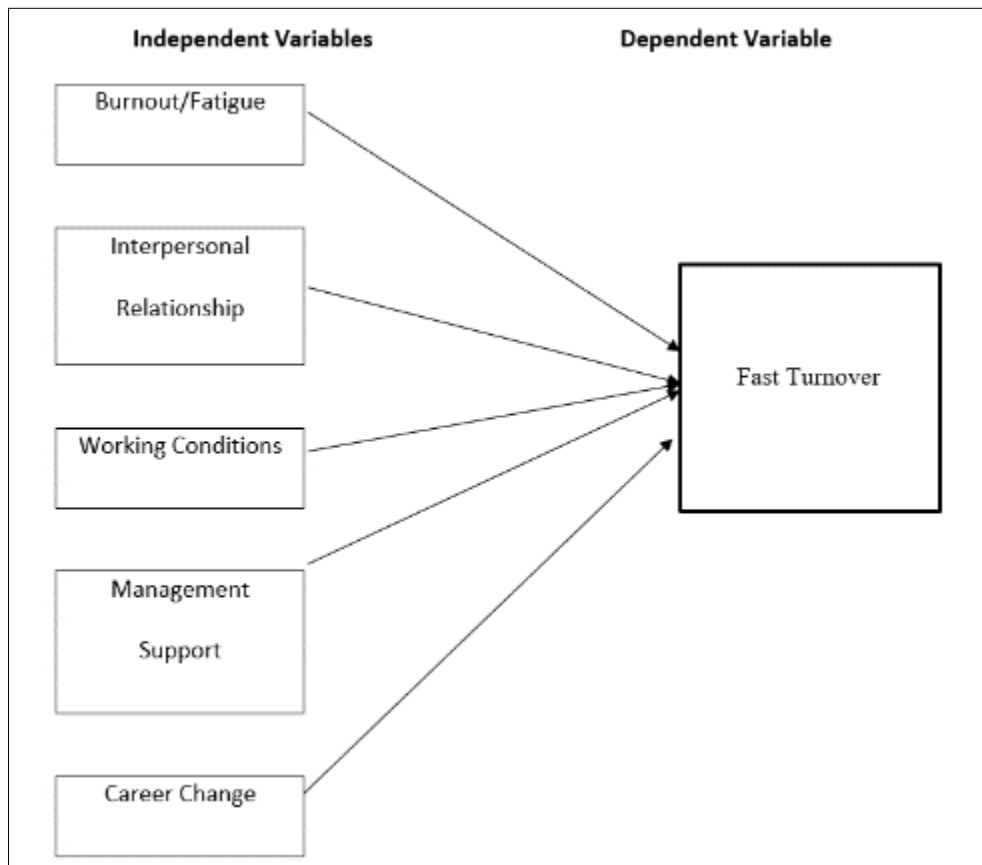 Independent Variables
Dependent Variable
Burnout/Fatigue
Interpersonal
Relationship
Working Conditions
Management
Support
Career Change
Fast Turnover